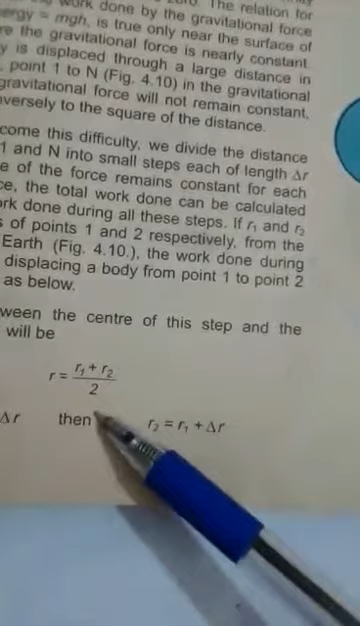 work done by the gravitational force
= mgh, is true only near the surface of
the gravitational force is nearly constant.
is displaced through a large distance in
point 1 to N (Fig. 4.10) in the gravitational
gravitational force will not remain constant,
to the square of the distance.
come this difficulty, we divide the distance
1 and N into small steps each of length Δr
of the force remains constant for each
the total work done can be calculated
done during all these steps. If r₁ and r₂
of points 1 and 2 respectively, from the
Earth (Fig. 4.10.), the work done during
displacing a body from point 1 to point 2
as below.
ween the centre of this step and the
will be
r = (r₁ + r₂) / 2
Δr then r₂ = r₁ + Δr